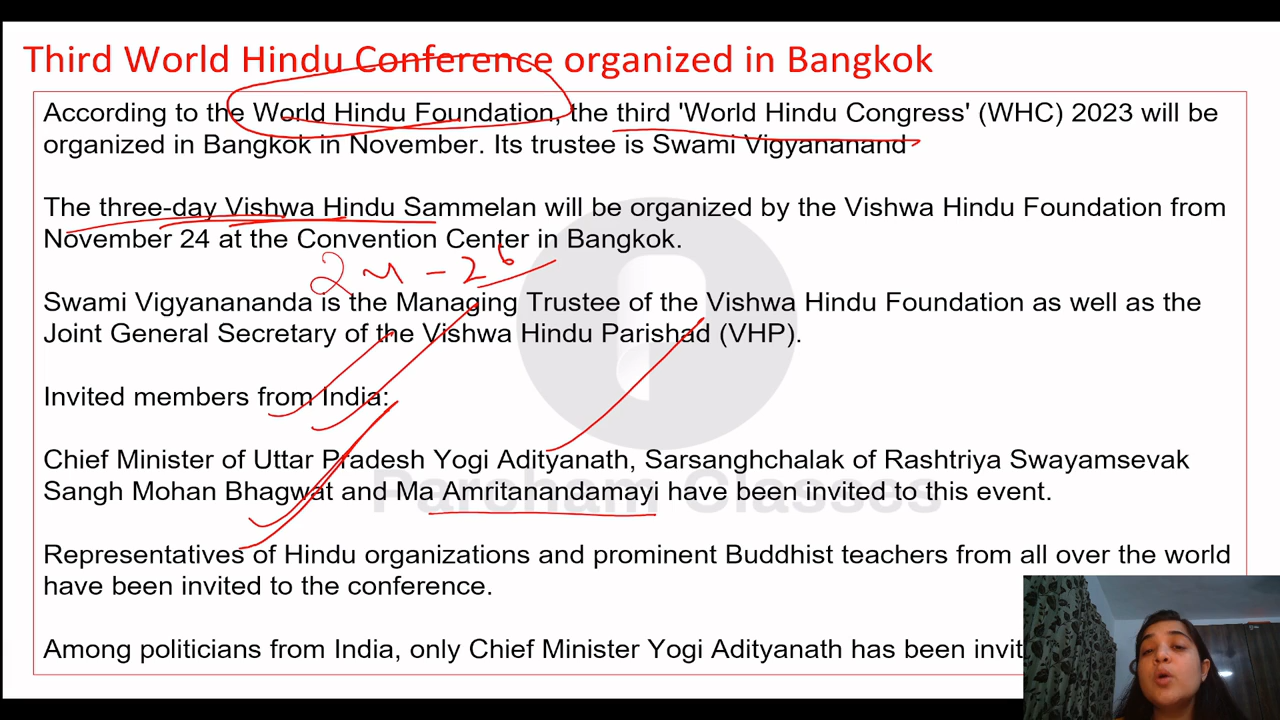 Third World Hindu Conference organized in Bangkok
According to the World Hindu Foundation, the third 'World Hindu Congress' (WHC) 2023 will be
organized in Bangkok in November. Its trustee is Swami Vigyananand
The three-day Vishwa Hindu Sammelan will be organized by the Vishwa Hindu Foundation from
November 24 at the Convention Center in Bangkok.
24 - 26
Swami Vigyanananda is the Managing Trustee of the Vishwa Hindu Foundation as well as the
Joint General Secretary of the Vishwa Hindu Parishad (VHP).
Invited members from India:
Chief Minister of Uttar Pradesh Yogi Adityanath, Sarsanghchalak of Rashtriya Swayamsevak
Sangh Mohan Bhagwat and Ma Amritanandamayi have been invited to this event.
Parcham Classes
Representatives of Hindu organizations and prominent Buddhist teachers from all over the world
have been invited to the conference.
Among politicians from India, only Chief Minister Yogi Adityanath has been invit